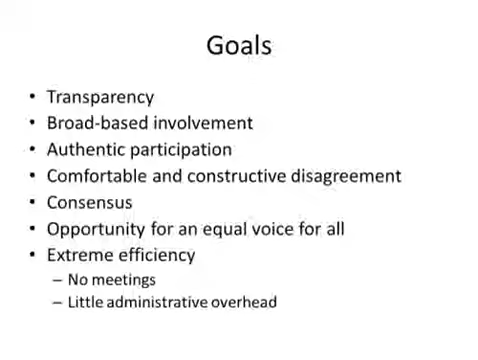 Goals
• Transparency
• Broad-based involvement
• Authentic participation
• Comfortable and constructive disagreement
• Consensus
• Opportunity for an equal voice for all
• Extreme efficiency
– No meetings
– Little administrative overhead